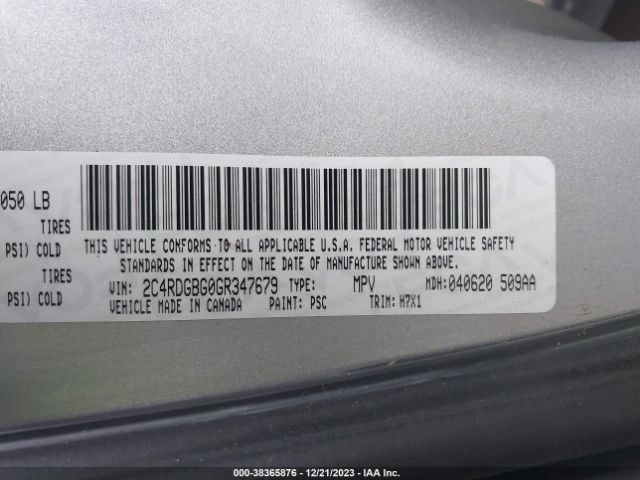 050 LB
TIRES
PSI) COLD
TIRES
PSI) COLD
THIS VEHICLE CONFORMS TO ALL APPLICABLE U.S.A. FEDERAL MOTOR VEHICLE SAFETY
STANDARDS IN EFFECT ON THE DATE OF MANUFACTURE SHOWN ABOVE.
VIN: 2C4RDGBG0GR347679 TYPE: MPV MDH: 040620 509AA
VEHICLE MADE IN CANADA PAINT: PSC TRIM: H7X1
000-38365876 - 12/21/2023 - IAA Inc.